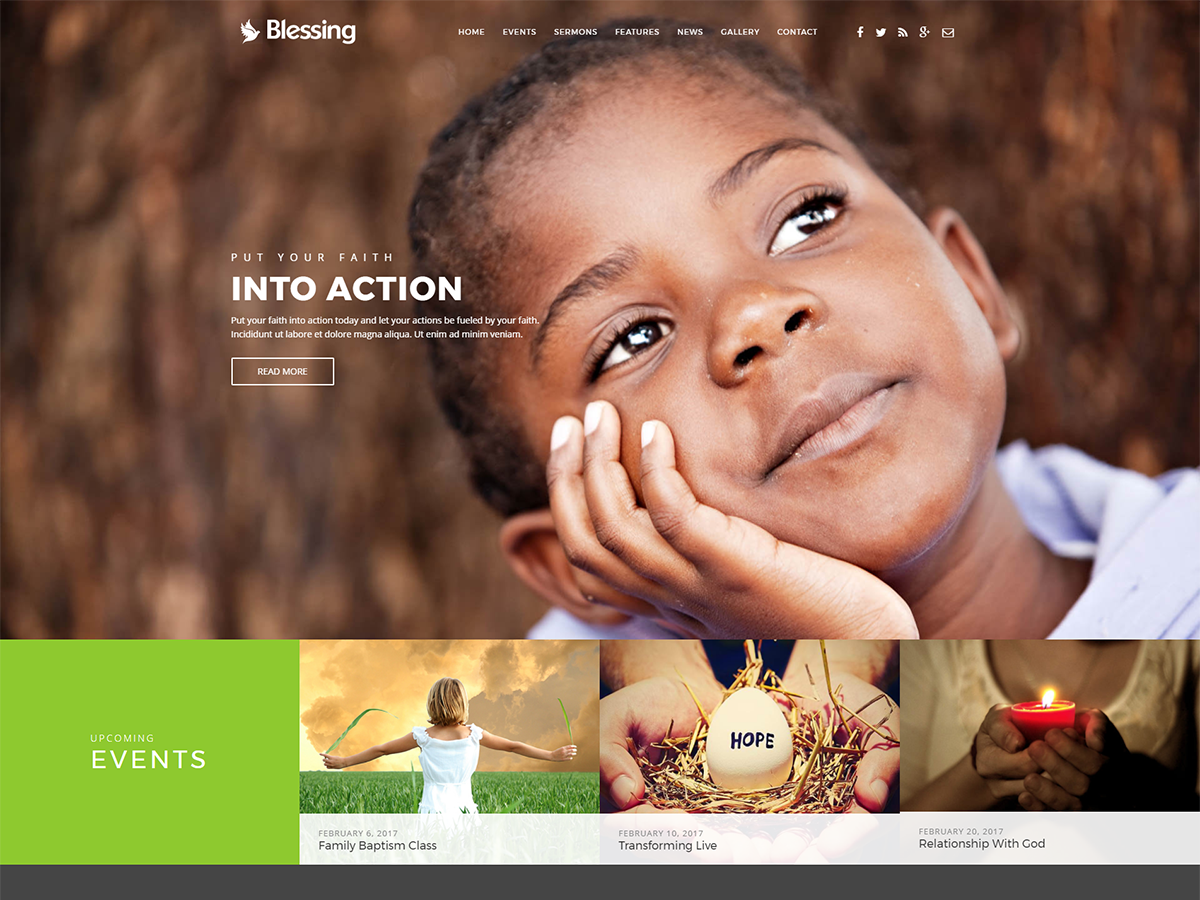 Blessing
HOME EVENTS SERMONS FEATURES NEWS GALLERY CONTACT
PUT YOUR FAITH
INTO ACTION
Put your faith into action today and let your actions be fueled by your faith.
Incididunt ut labore et dolore magna aliqua. Ut enim ad minim veniam.
READ MORE
UPCOMING
EVENTS
HOPE
FEBRUARY 6, 2017
Family Baptism Class
FEBRUARY 10, 2017
Transforming Live
FEBRUARY 20, 2017
Relationship With God